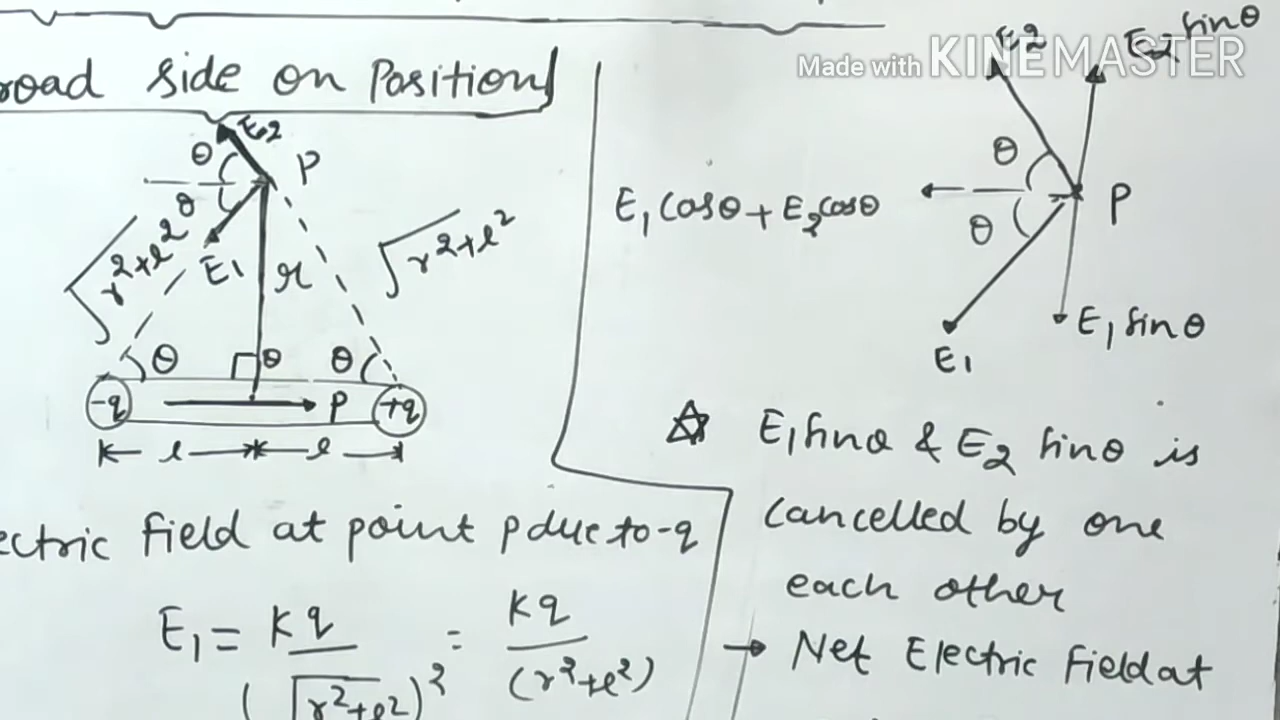 road side on Position
E2
θ
P
θ
E1
√r²+l²
r
√r²+l²
θ
θ
θ
-q
P
+q
l
l
ectric field at point p due to -q
E₁ = Kq / (√r²+l²)² = Kq / (r²+l²)
Made with KINEMASTER
E2
E2 sinθ
θ
E₁ Cosθ + E₂ cosθ
P
θ
E₁ sinθ
E1
☆ E₁ sinθ & E2 sinθ is
cancelled by one
each other
→ Net Electric field at